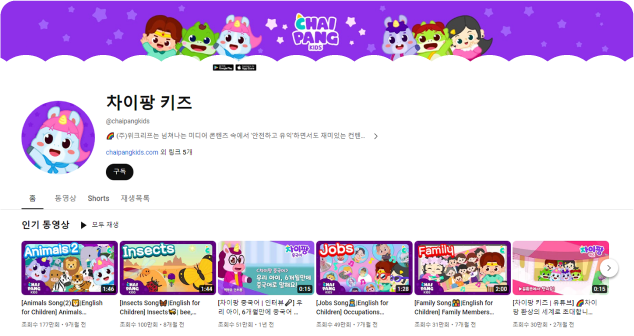 CHAI
PANG
KIDS
차이팡 키즈
@chaipangkids
(주)위크리프는 넘쳐나는 미디어 콘텐츠 속에서 '안전하고 유익'하면서도 재미있는 컨텐...
chaipangkids.com 외 링크 5개
구독
홈 동영상 Shorts 재생목록
인기 동영상 모두 재생
Animals 2 Insects Jobs Family
1:46 1:44 0:15 1:28 2:00 0:15
[Animals Song(2)🦁|English for Children] Animals...
조회수 177만회 • 9개월 전
[Insects Song🦋|English for Children] Insects🐝| bee,...
조회수 100만회 • 8개월 전
[차이팡 중국어 | 인터뷰🎤] 우리 아이, 6개월만에 중국어 ...
조회수 51만회 • 1년 전
[Jobs Song|English for Children] Occupations...
조회수 49만회 • 7개월 전
[Family Song|English for Children] Family Members...
조회수 31만회 • 7개월 전
[차이팡 키즈 | 유튜브] 🌈차이팡 환상의 세계로 초대합니...
조회수 30만회 • 2개월 전